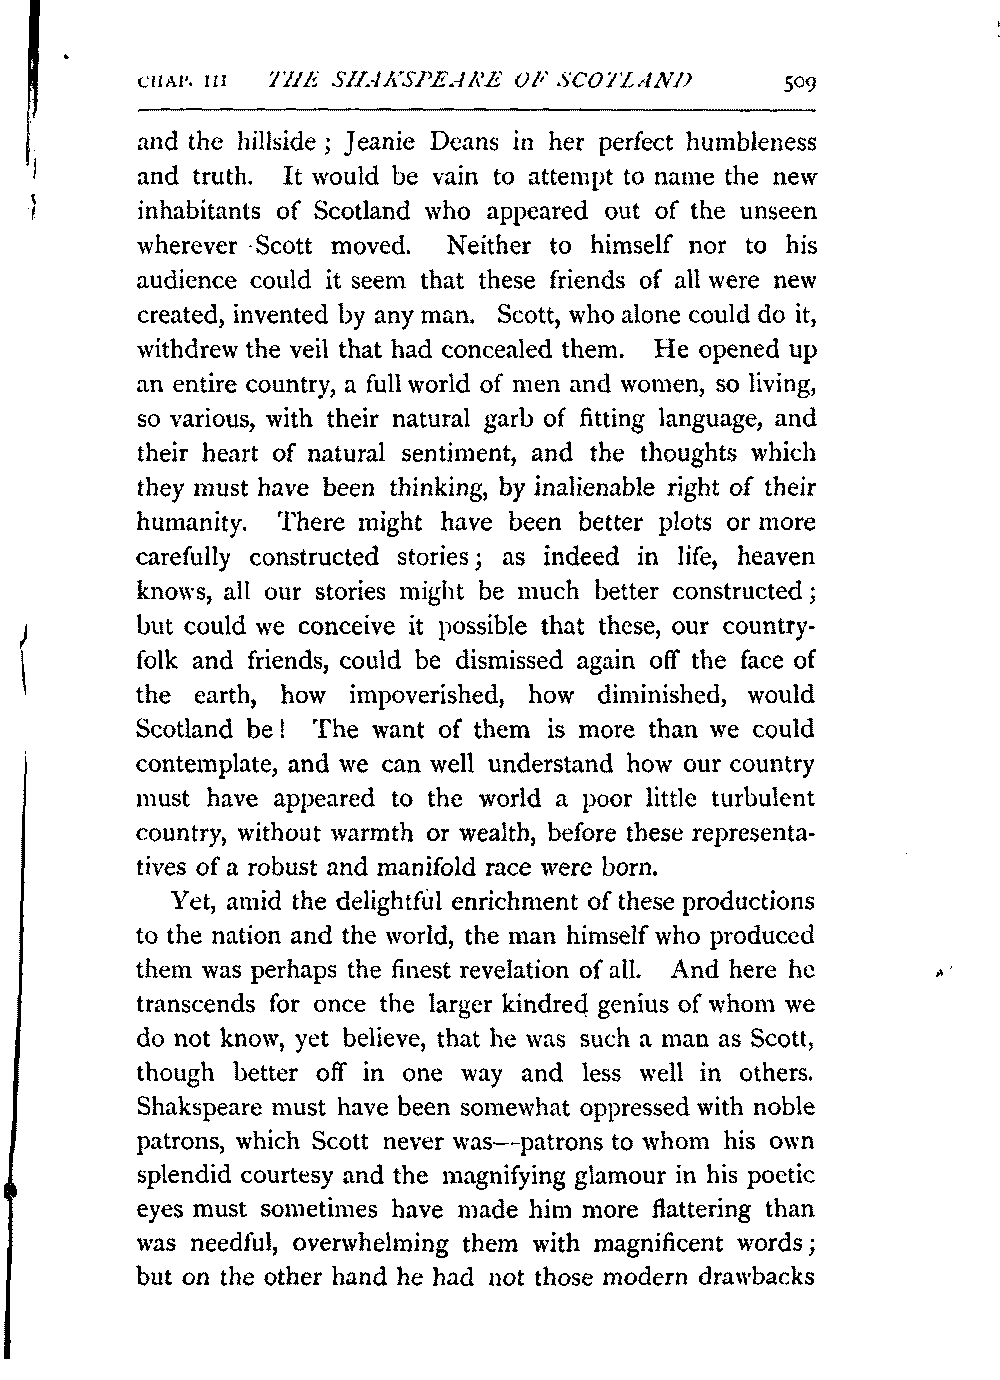 CHAP. III THE SHAKSPEARE OF SCOTLAND 509
and the hillside ; Jeanie Deans in her perfect humbleness
and truth. It would be vain to attempt to name the new
inhabitants of Scotland who appeared out of the unseen
wherever Scott moved. Neither to himself nor to his
audience could it seem that these friends of all were new
created, invented by any man. Scott, who alone could do it,
withdrew the veil that had concealed them. He opened up
an entire country, a full world of men and women, so living,
so various, with their natural garb of fitting language, and
their heart of natural sentiment, and the thoughts which
they must have been thinking, by inalienable right of their
humanity. There might have been better plots or more
carefully constructed stories ; as indeed in life, heaven
knows, all our stories might be much better constructed ;
but could we conceive it possible that these, our country-
folk and friends, could be dismissed again off the face of
the earth, how impoverished, how diminished, would
Scotland be! The want of them is more than we could
contemplate, and we can well understand how our country
must have appeared to the world a poor little turbulent
country, without warmth or wealth, before these representa-
tives of a robust and manifold race were born.
Yet, amid the delightful enrichment of these productions
to the nation and the world, the man himself who produced
them was perhaps the finest revelation of all. And here he
transcends for once the larger kindred genius of whom we
do not know, yet believe, that he was such a man as Scott,
though better off in one way and less well in others.
Shakspeare must have been somewhat oppressed with noble
patrons, which Scott never was—patrons to whom his own
splendid courtesy and the magnifying glamour in his poetic
eyes must sometimes have made him more flattering than
was needful, overwhelming them with magnificent words ;
but on the other hand he had not those modern drawbacks